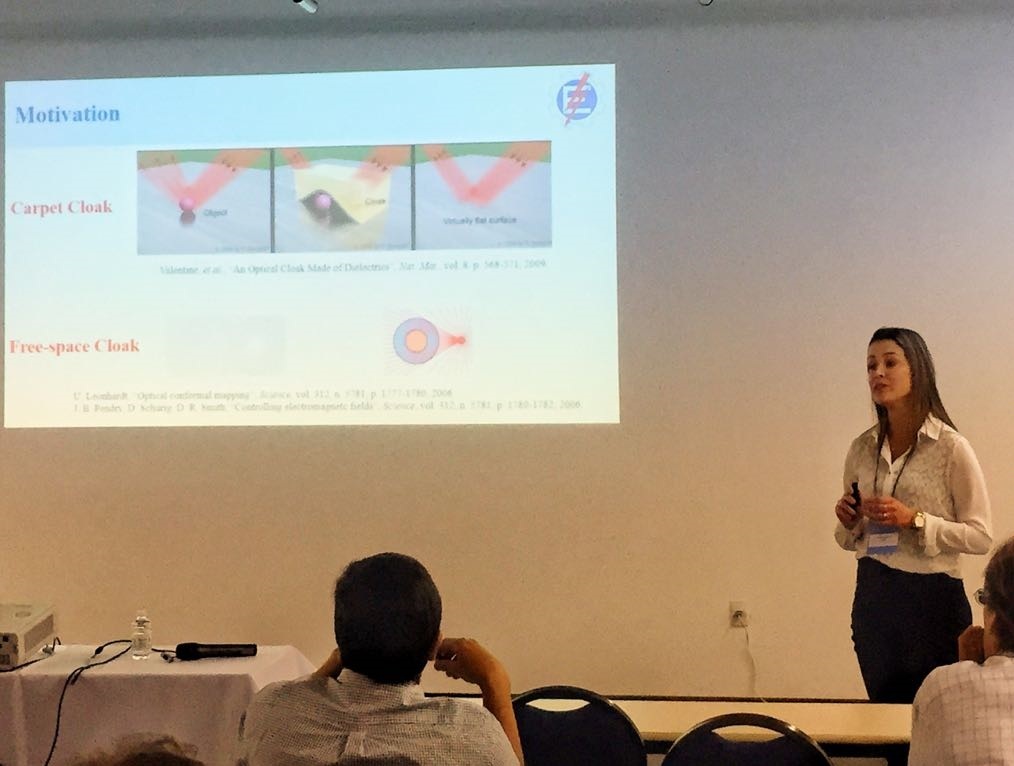 Motivation
Carpet Cloak
Object
Cloak
Virtually flat surface
Valentine, et al., "An Optical Cloak Made of Dielectrics", Nat. Mat., vol. 8, p. 568-571, 2009.
Free-space Cloak
U. Leonhardt, "Optical conformal mapping", Science, vol. 312, n. 5781, p. 1777-1780, 2006.
J. B. Pendry, D. Schurig, D. R. Smith, "Controlling electromagnetic fields", Science, vol. 312, n. 5781, p. 1780-1782, 2006.